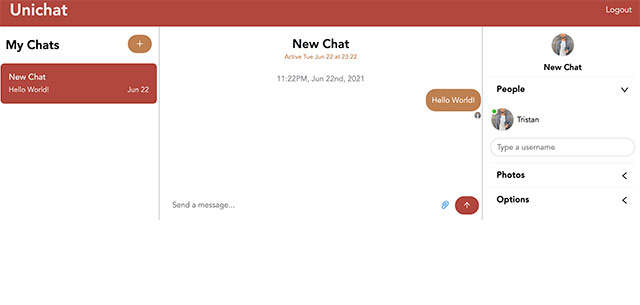 Unichat
Logout
My Chats
+
New Chat
Hello World!
Jun 22
New Chat
Active Tue Jun 22 at 23:22
11:22PM, Jun 22nd, 2021
Hello World!
Send a message...
New Chat
People
Tristan
Type a username
Photos
Options